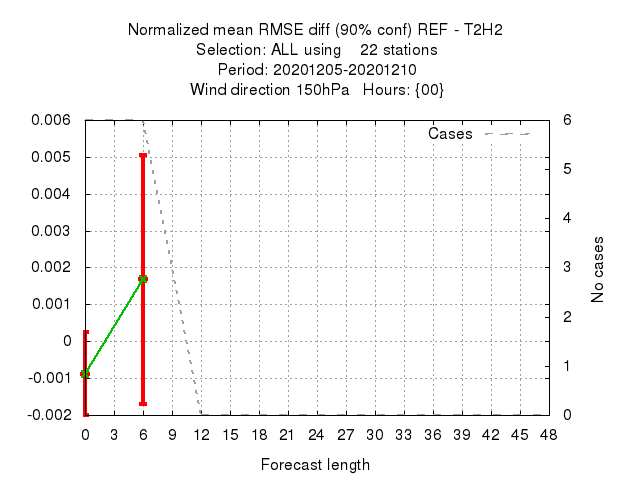 Normalized mean RMSE diff (90% conf) REF - T2H2
Selection: ALL using    22 stations
Period: 20201205-20201210
Wind direction 150hPa   Hours: {00}
0.006
0.005
0.004
0.003
0.002
0.001
0
-0.001
-0.002
Cases
6
5
4
3
2
1
0
No cases
0 3 6 9 12 15 18 21 24 27 30 33 36 39 42 45 48
Forecast length